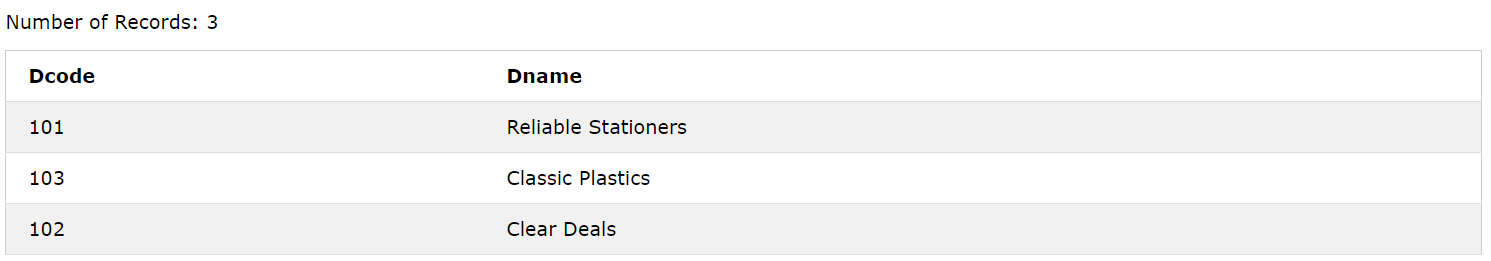 Number of Records: 3
Dcode Dname
101 Reliable Stationers
103 Classic Plastics
102 Clear Deals